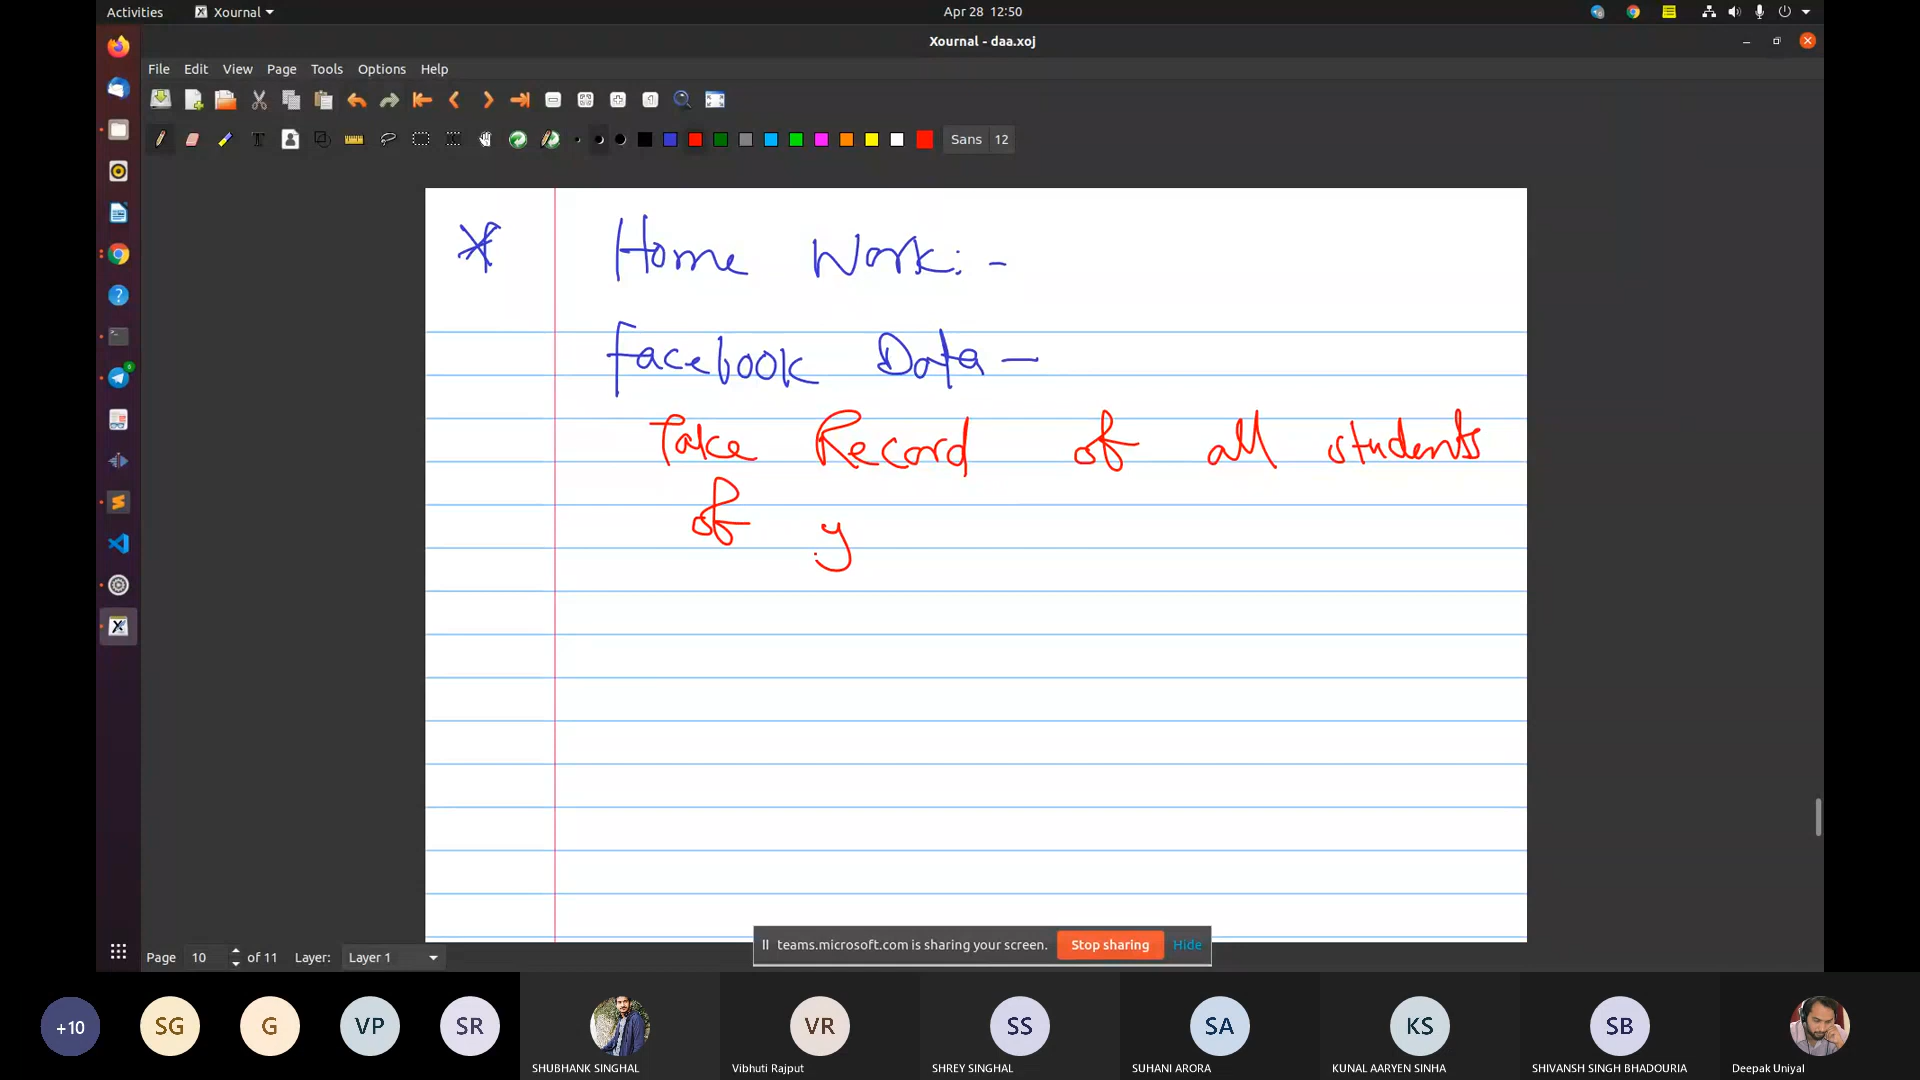 Activities Xournal Apr 28 12:50
Xournal - daa.xoj
File Edit View Page Tools Options Help
Sans 12
* Home Work:-
Facebook Data -
Take Record of all students
of y
teams.microsoft.com is sharing your screen. Stop sharing Hide
Page 10 of 11 Layer: Layer 1
+10 SG G VP SR VR SS SA KS SB
SHUBHANK SINGHAL Vibhuti Rajput SHREY SINGHAL SUHANI ARORA KUNAL AARYEN SINHA SHIVANSH SINGH BHADOURIA Deepak Uniyal